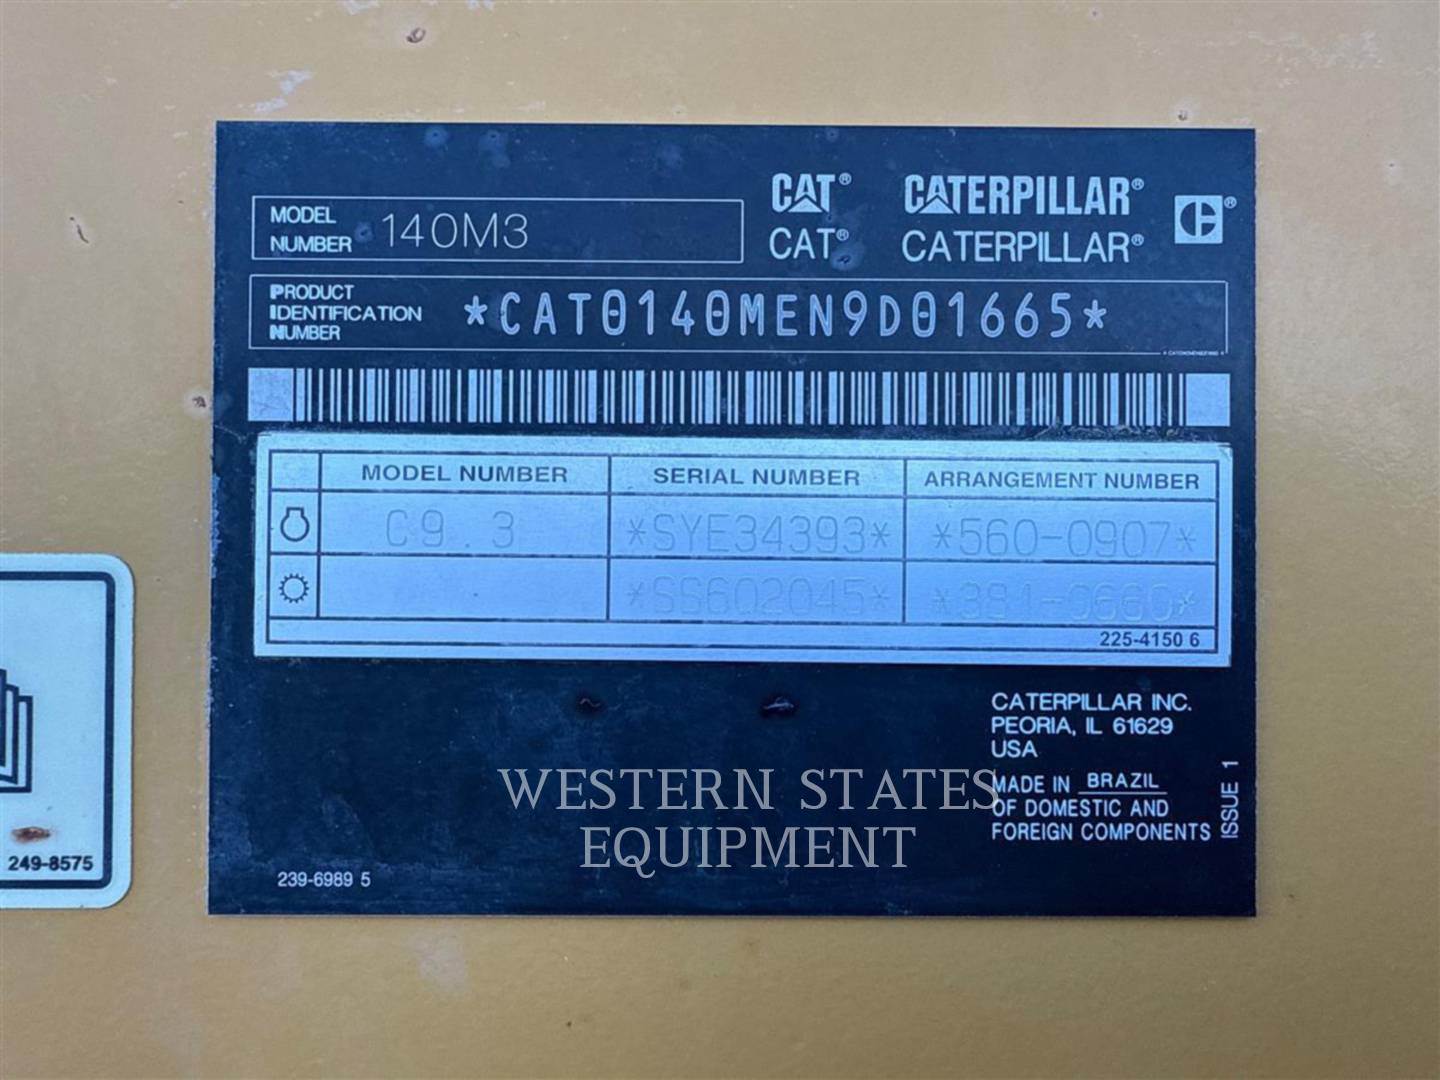 MODEL NUMBER 140M3
CAT® CATERPILLAR®
CAT® CATERPILLAR®
PRODUCT IDENTIFICATION NUMBER *CAT0140MEN9D01665*
MODEL NUMBER SERIAL NUMBER ARRANGEMENT NUMBER
C9.3 *SYE34393* *560-0907*
*SS602045* *381-0660*
225-4150 6
CATERPILLAR INC.
PEORIA, IL 61629
USA
MADE IN BRAZIL
OF DOMESTIC AND
FOREIGN COMPONENTS
ISSUE 1
WESTERN STATES
EQUIPMENT
239-6989 5
249-8575